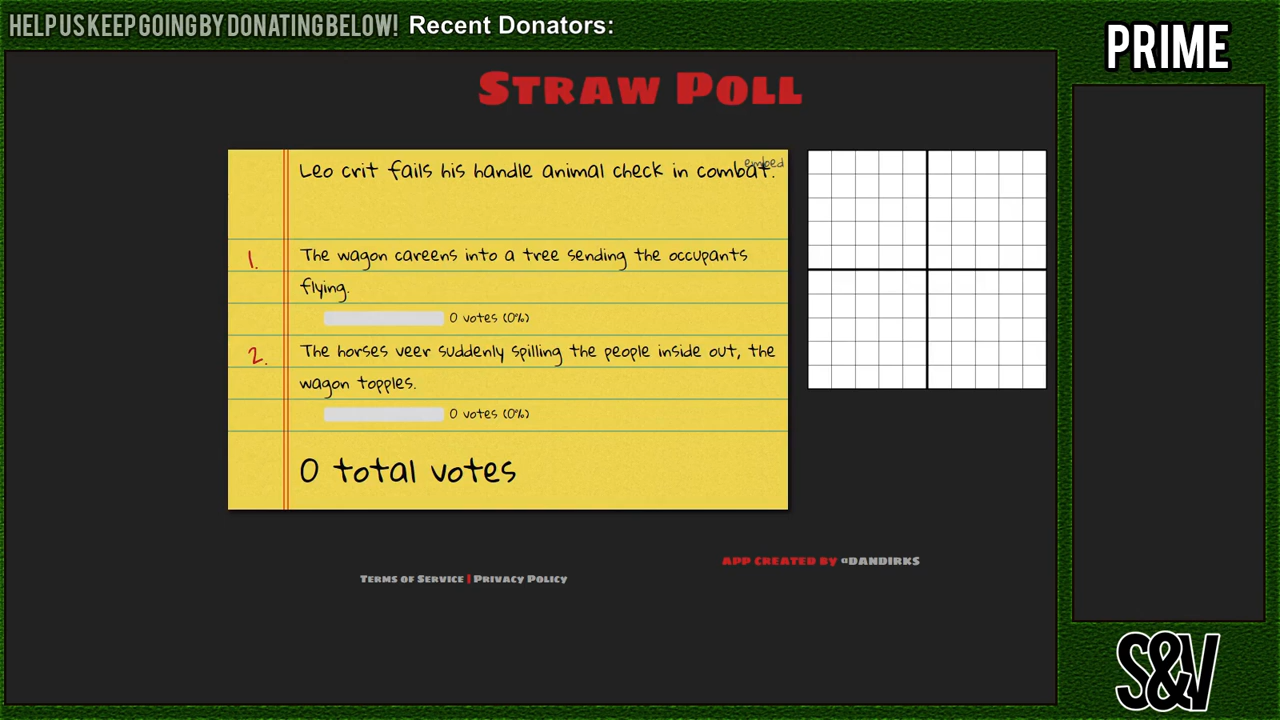 HELP US KEEP GOING BY DONATING BELOW! Recent Donators:
PRIME
STRAW POLL
embed
Leo crit fails his handle animal check in combat.
1. The wagon careens into a tree sending the occupants
flying.
0 votes (0%)
2. The horses veer suddenly spilling the people inside out, the
wagon topples.
0 votes (0%)
0 total votes
APP CREATED BY @DANDIRKS
TERMS OF SERVICE | PRIVACY POLICY
S&V